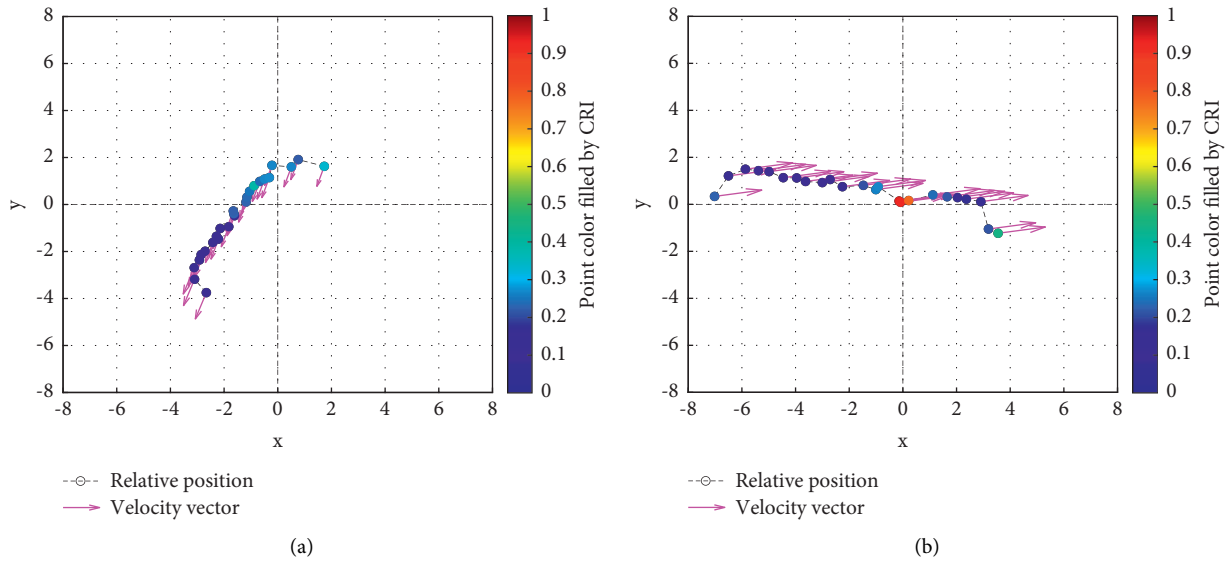 8
6
4
2
0
-2
-4
-6
-8
y
-8 -6 -4 -2 0 2 4 6 8
x
1
0.9
0.8
0.7
0.6
0.5
0.4
0.3
0.2
0.1
0
Point color filled by CRI
Relative position
Velocity vector
(a)
8
6
4
2
0
-2
-4
-6
-8
y
-8 -6 -4 -2 0 2 4 6 8
x
1
0.9
0.8
0.7
0.6
0.5
0.4
0.3
0.2
0.1
0
Point color filled by CRI
Relative position
Velocity vector
(b)